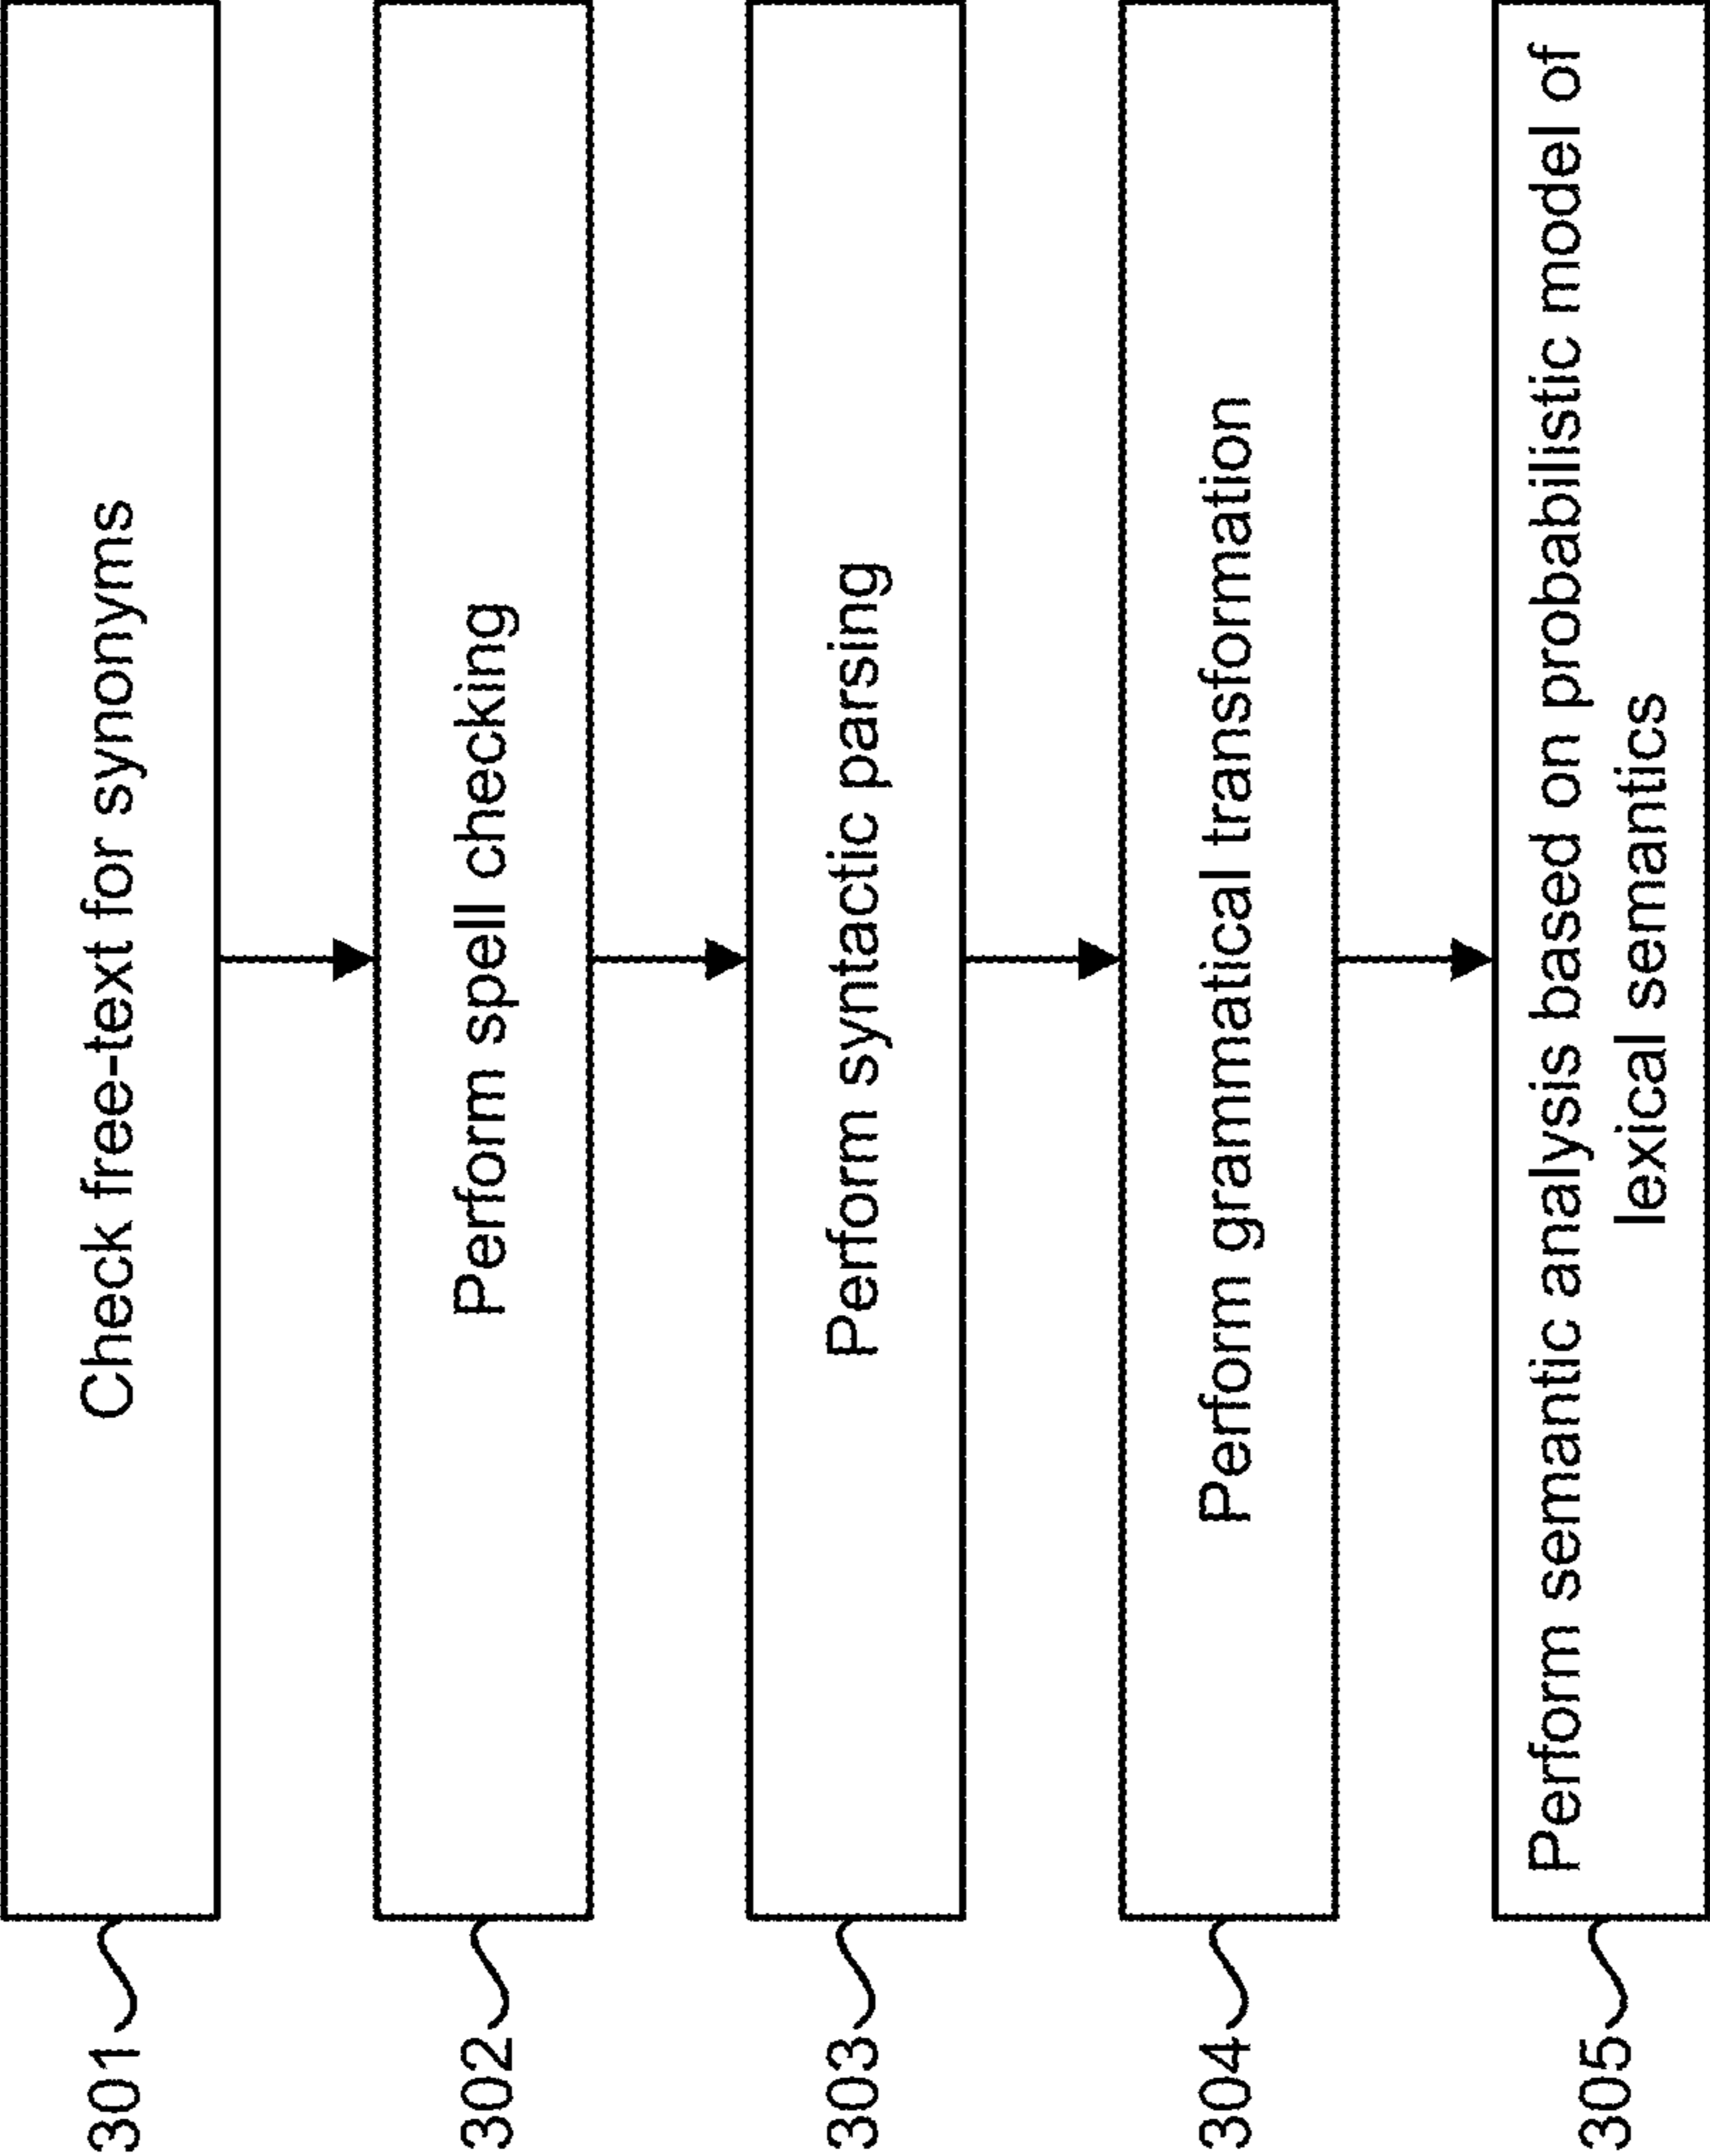 301
Check free-text for synonyms
302
Perform spell checking
303
Perform syntactic parsing
304
Perform grammatical transformation
305
Perform semantic analysis based on probabilistic model of
lexical semantics